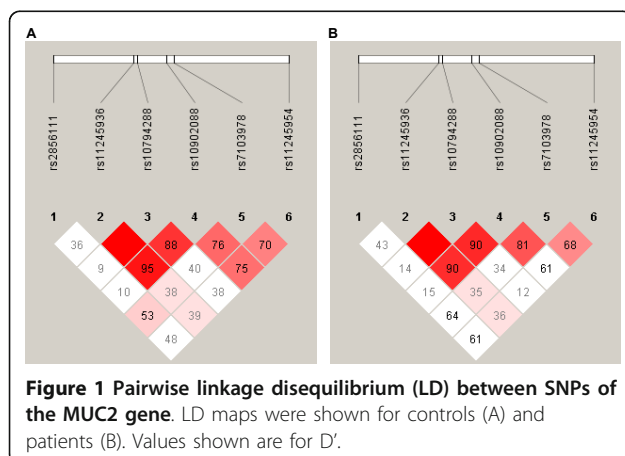 A
B
rs2856111
rs11245936
rs10794288
rs10902088
rs7103978
rs11245954
rs2856111
rs11245936
rs10794288
rs10902088
rs7103978
rs11245954
1 2 3 4 5 6
1 2 3 4 5 6
36 88 76 70
9 95 40 75
10 38 38
53 39
48
43 90 81 68
14 90 34 61
15 35 12
64 36
61
Figure 1 Pairwise linkage disequilibrium (LD) between SNPs of
the MUC2 gene. LD maps were shown for controls (A) and
patients (B). Values shown are for D'.